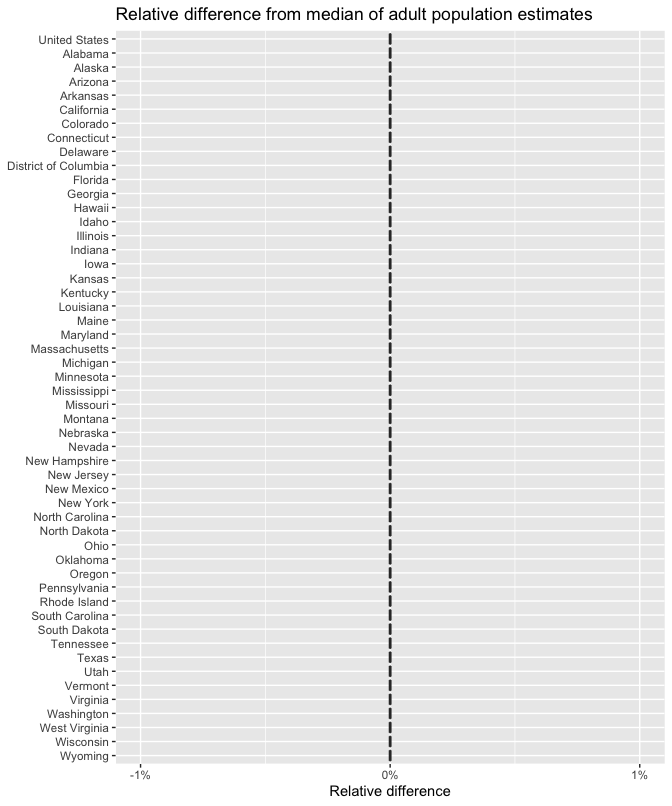 Relative difference from median of adult population estimates
United States
Alabama
Alaska
Arizona
Arkansas
California
Colorado
Connecticut
Delaware
District of Columbia
Florida
Georgia
Hawaii
Idaho
Illinois
Indiana
Iowa
Kansas
Kentucky
Louisiana
Maine
Maryland
Massachusetts
Michigan
Minnesota
Mississippi
Missouri
Montana
Nebraska
Nevada
New Hampshire
New Jersey
New Mexico
New York
North Carolina
North Dakota
Ohio
Oklahoma
Oregon
Pennsylvania
Rhode Island
South Carolina
South Dakota
Tennessee
Texas
Utah
Vermont
Virginia
Washington
West Virginia
Wisconsin
Wyoming
-1% 0% 1%
Relative difference